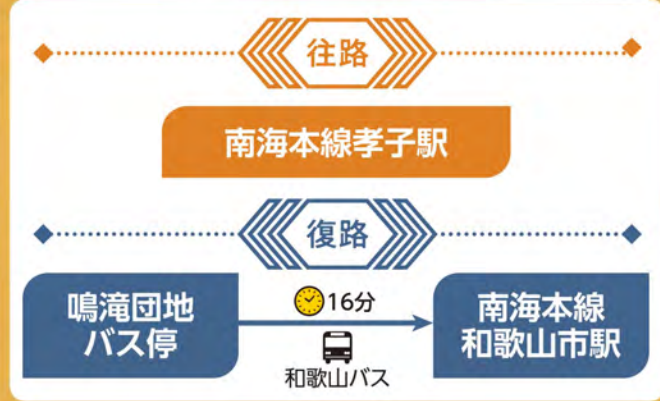 往路
南海本線孝子駅
復路
鳴滝団地
バス停
16分
和歌山バス
南海本線
和歌山市駅